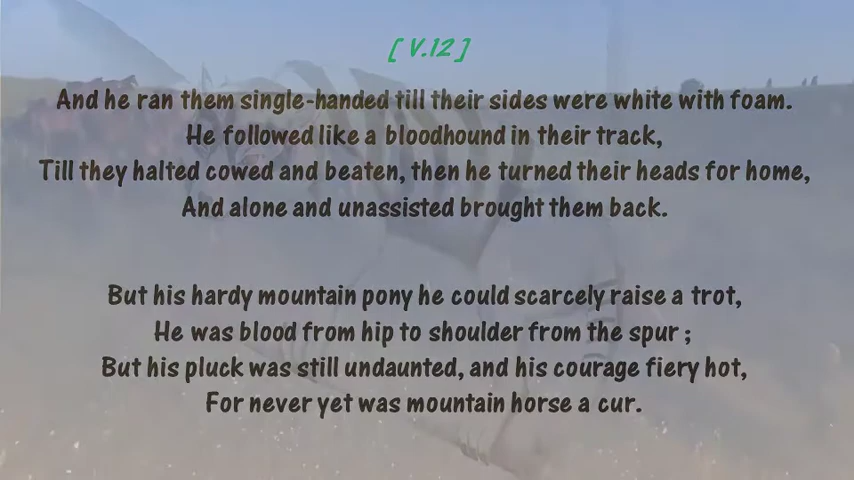 [ V.12 ]
And he ran them single-handed till their sides were white with foam.
He followed like a bloodhound in their track,
Till they halted cowed and beaten, then he turned their heads for home,
And alone and unassisted brought them back.
But his hardy mountain pony he could scarcely raise a trot,
He was blood from hip to shoulder from the spur ;
But his pluck was still undaunted, and his courage fiery hot,
For never yet was mountain horse a cur.